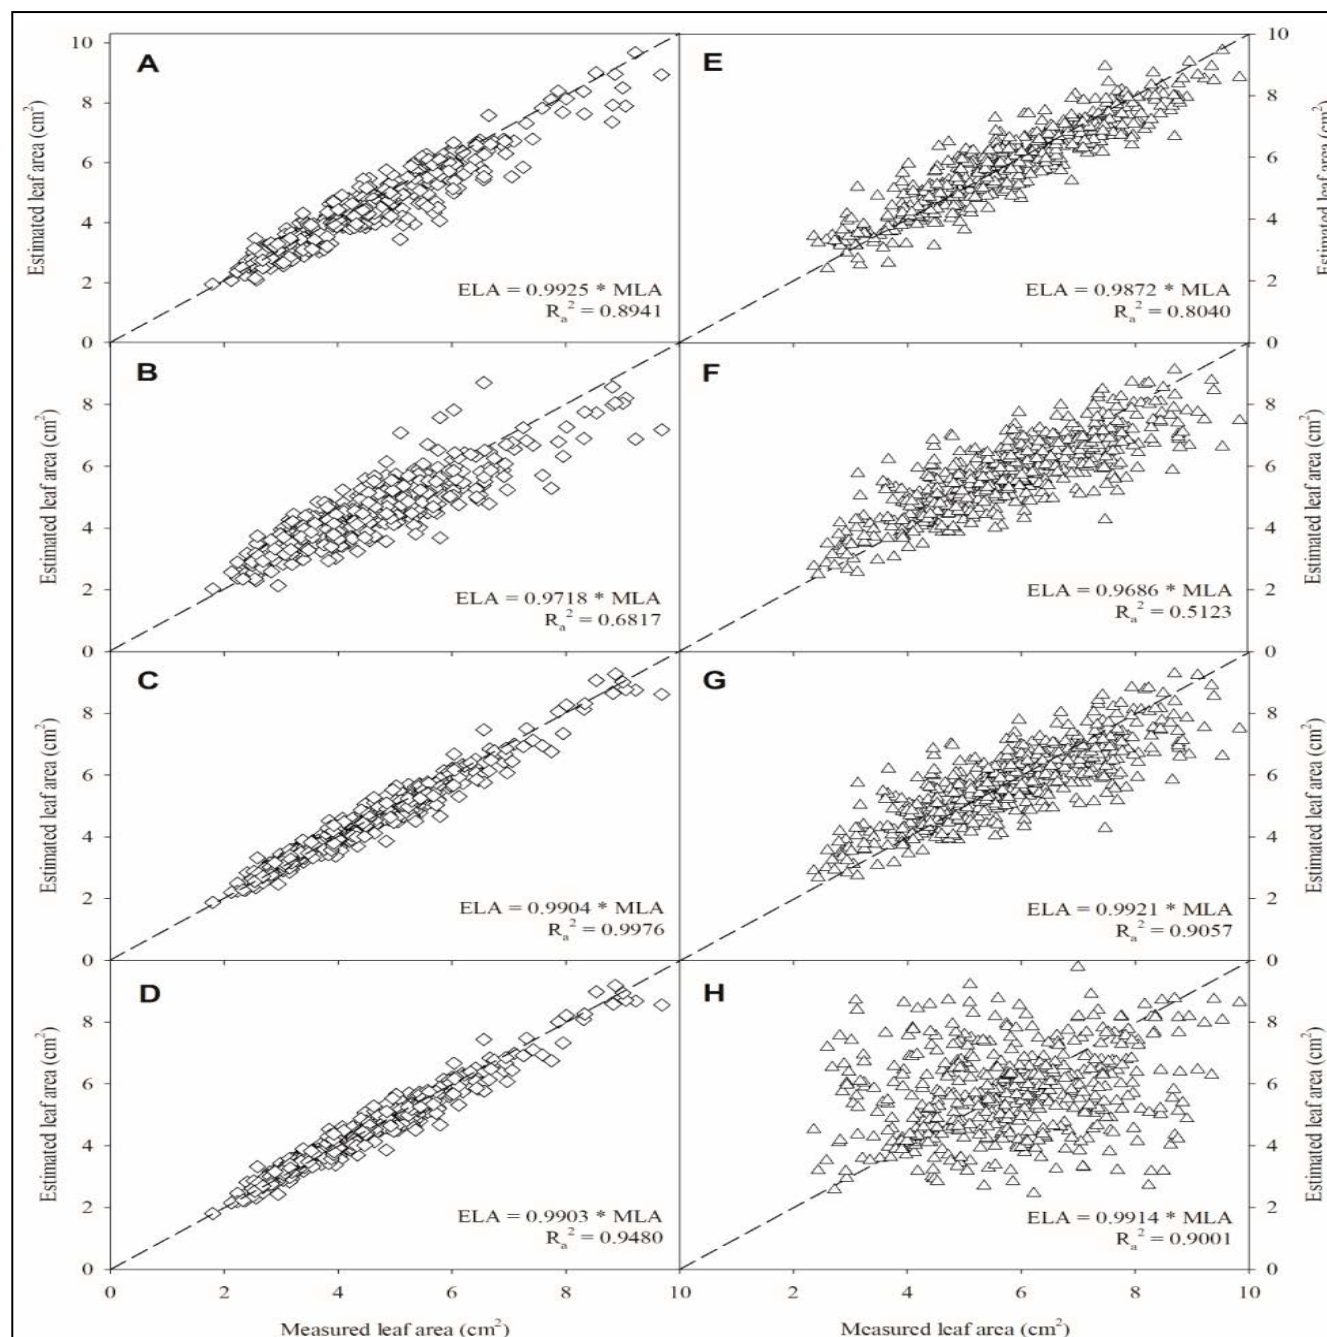 A
10
8
6
4
2
0
Estimated leaf area (cm²)
ELA = 0.9925 * MLA
Rₐ² = 0.8941
E
10
8
6
4
2
0
Estimated leaf area (cm²)
ELA = 0.9872 * MLA
Rₐ² = 0.8040
B
8
6
4
2
0
Estimated leaf area (cm²)
ELA = 0.9718 * MLA
Rₐ² = 0.6817
F
8
6
4
2
0
Estimated leaf area (cm²)
ELA = 0.9686 * MLA
Rₐ² = 0.5123
C
8
6
4
2
0
Estimated leaf area (cm²)
ELA = 0.9904 * MLA
Rₐ² = 0.9976
G
8
6
4
2
0
Estimated leaf area (cm²)
ELA = 0.9921 * MLA
Rₐ² = 0.9057
D
8
6
4
2
0
Estimated leaf area (cm²)
ELA = 0.9903 * MLA
Rₐ² = 0.9480
H
8
6
4
2
0
Estimated leaf area (cm²)
ELA = 0.9914 * MLA
Rₐ² = 0.9001
0 2 4 6 8 10 2 4 6 8 10
Measured leaf area (cm²) Measured leaf area (cm²)